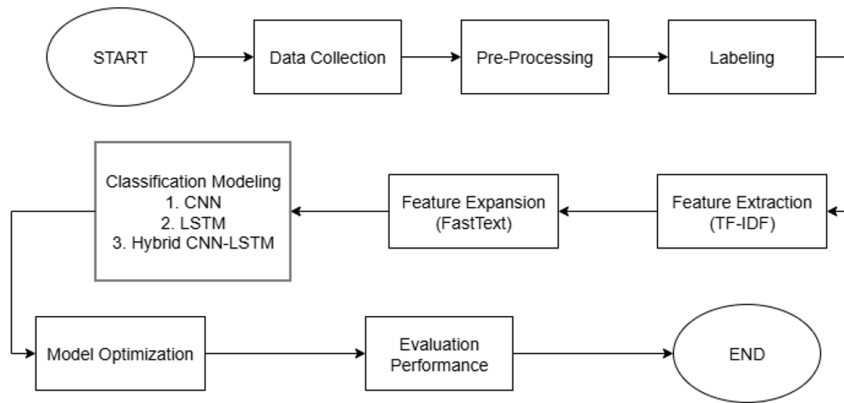 START
Data Collection
Pre-Processing
Labeling
Feature Extraction
(TF-IDF)
Feature Expansion
(FastText)
Classification Modeling
1. CNN
2. LSTM
3. Hybrid CNN-LSTM
Model Optimization
Evaluation
Performance
END